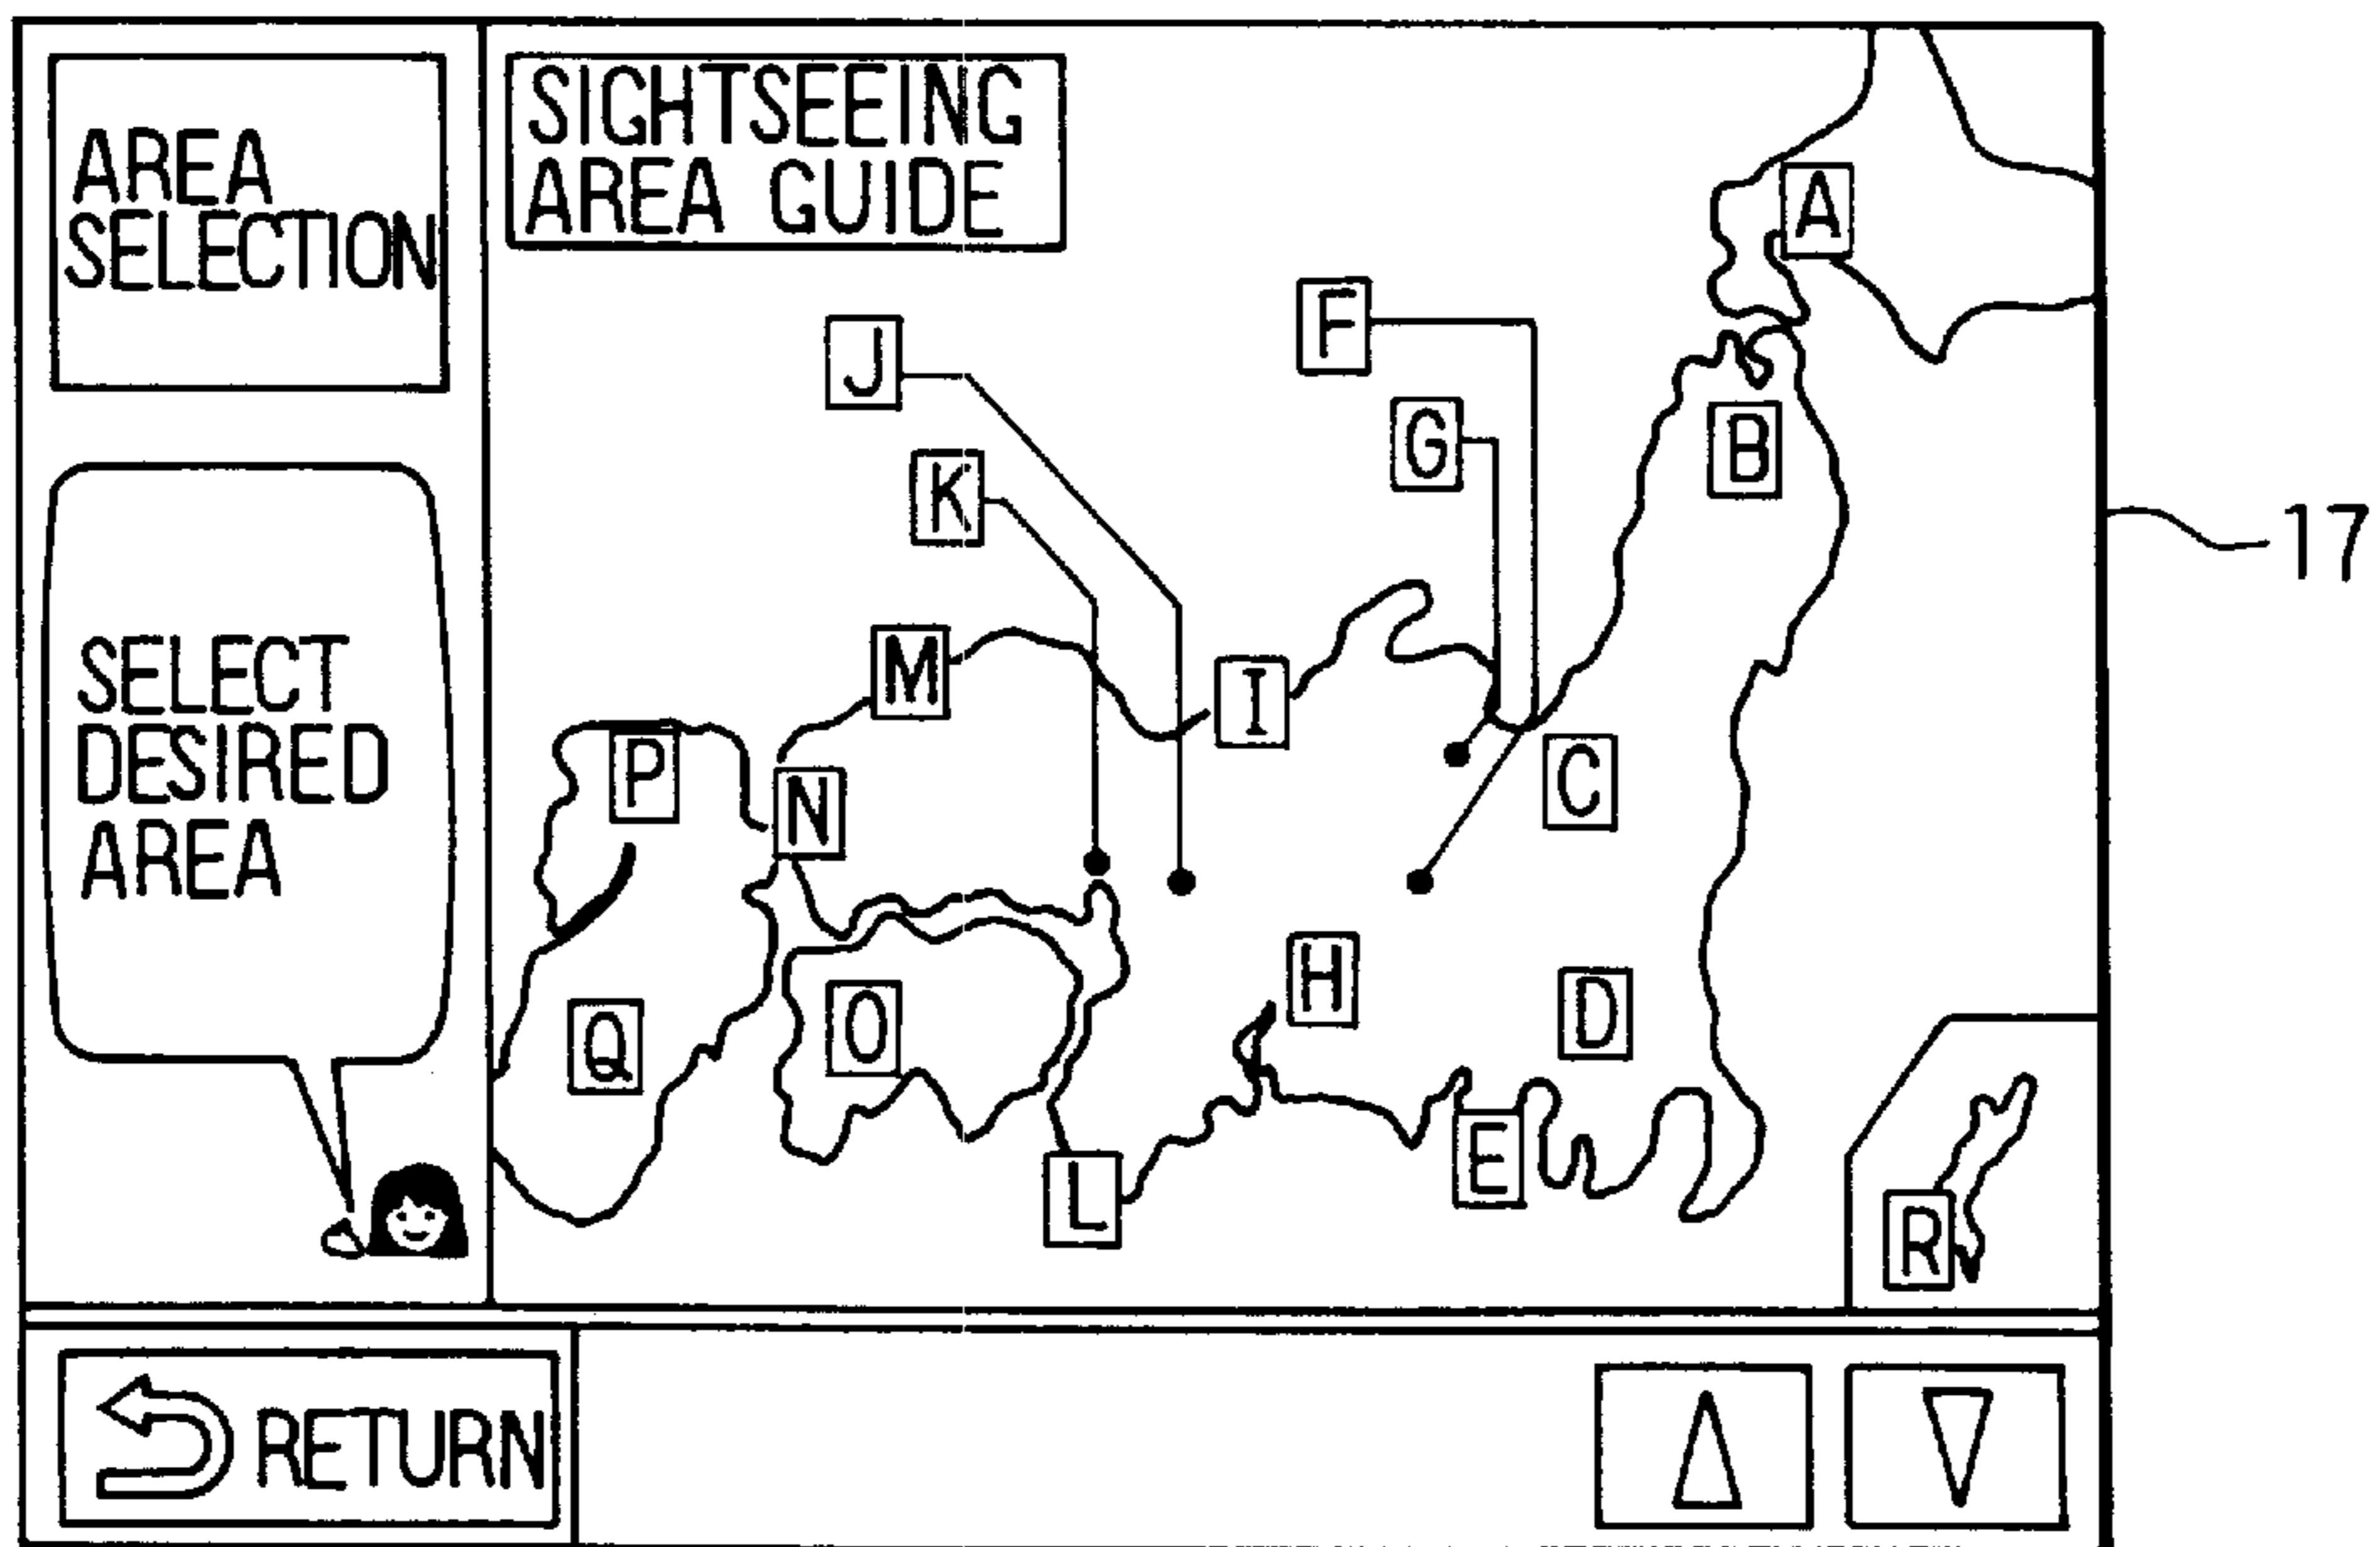 AREA
SELECTION
SIGHTSEEING
AREA GUIDE
A
F
J
G
B
K
17
SELECT
DESIRED
AREA
M
I
P
C
N
H
D
O
Q
E
L
R
RETURN